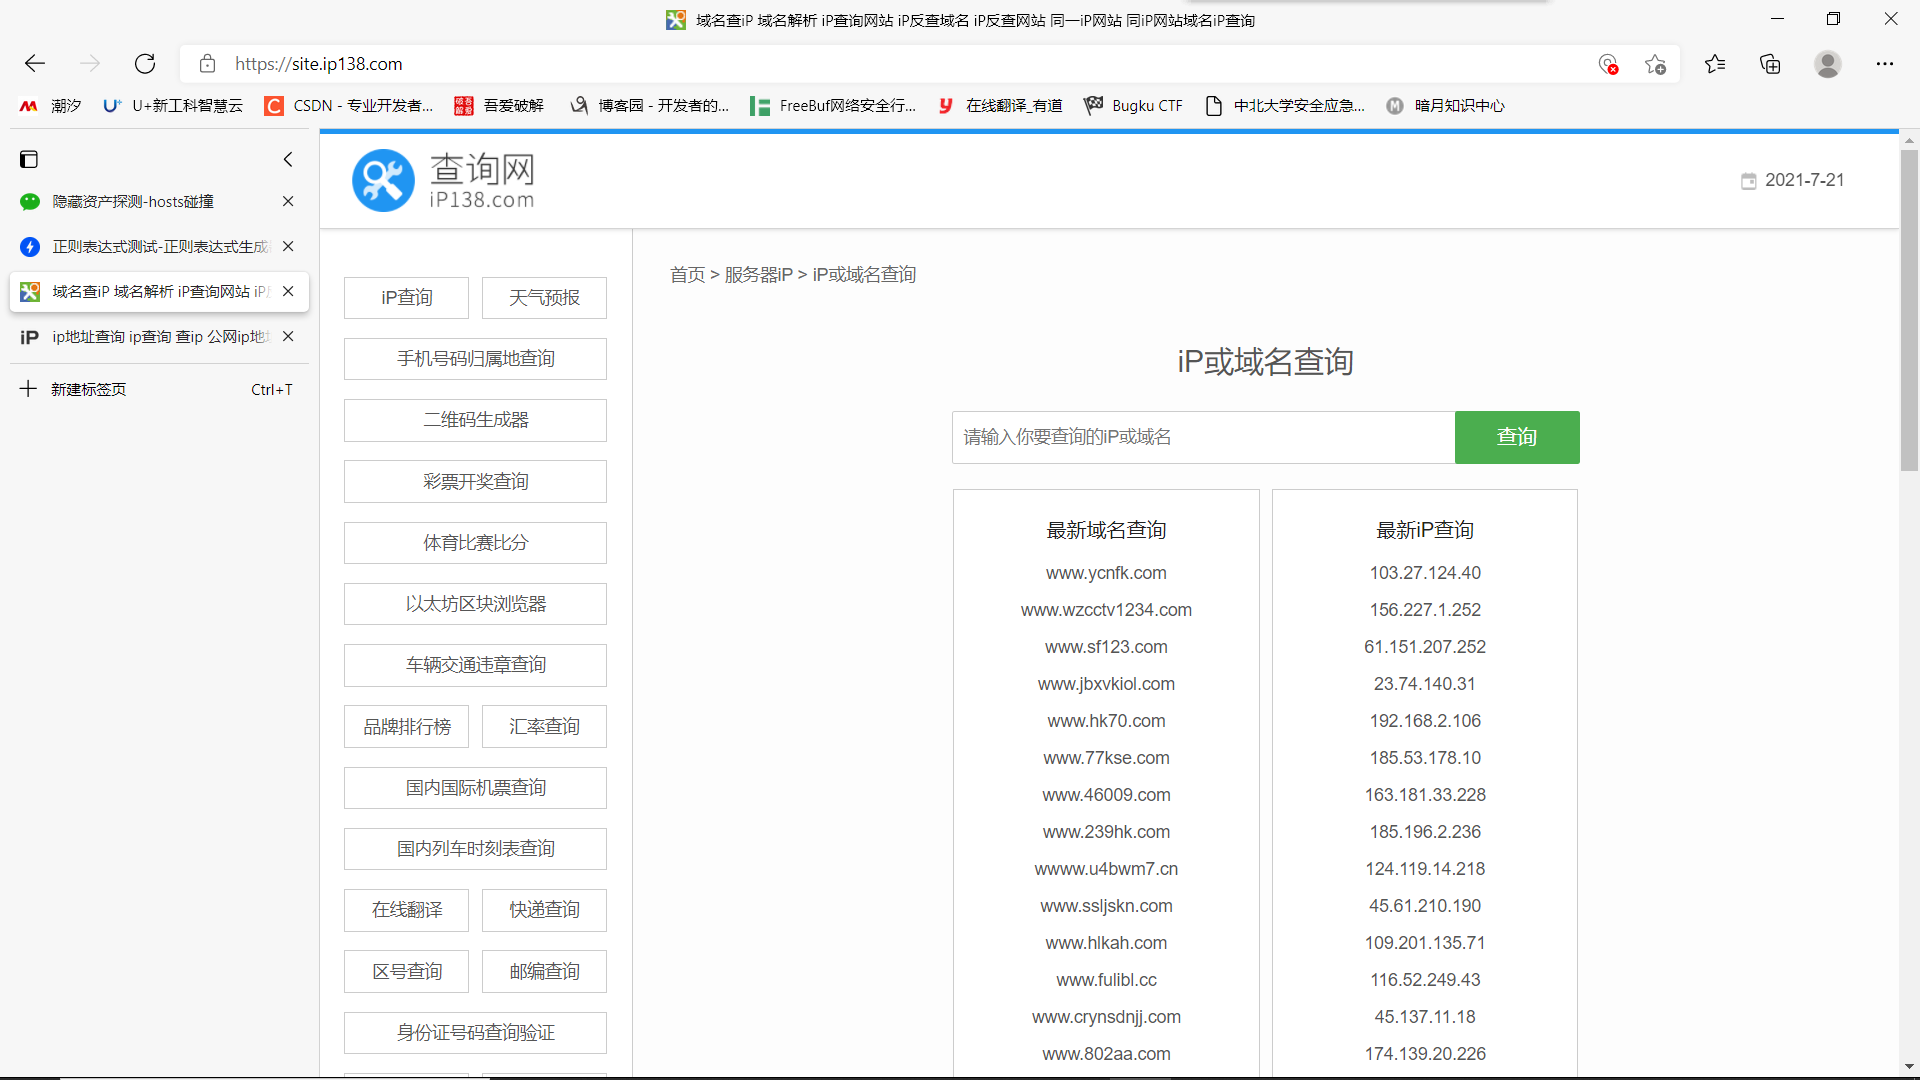 域名查iP 域名解析 iP查询网站 iP反查域名 iP反查网站 同一iP网站 同iP网站域名iP查询
https://site.ip138.com
潮汐 U+新工科智慧云 CSDN - 专业开发者... 吾爱破解 博客园 - 开发者的... FreeBuf网络安全行... 在线翻译_有道 Bugku CTF 中北大学安全应急... 暗月知识中心
隐藏资产探测-hosts碰撞
正则表达式测试-正则表达式生成
域名查iP 域名解析 iP查询网站 iP
ip地址查询 ip查询 查ip 公网ip地
新建标签页 Ctrl+T
查询网
iP138.com
2021-7-21
iP查询 天气预报
手机号码归属地查询
二维码生成器
彩票开奖查询
体育比赛比分
以太坊区块浏览器
车辆交通违章查询
品牌排行榜 汇率查询
国内国际机票查询
国内列车时刻表查询
在线翻译 快递查询
区号查询 邮编查询
身份证号码查询验证
首页 > 服务器iP > iP或域名查询
iP或域名查询
请输入你要查询的iP或域名 查询
最新域名查询
www.ycnfk.com
www.wzcctv1234.com
www.sf123.com
www.jbxvkiol.com
www.hk70.com
www.77kse.com
www.46009.com
www.239hk.com
wwww.u4bwm7.cn
www.ssljskn.com
www.hlkah.com
www.fulibl.cc
www.crynsdnjj.com
www.802aa.com
最新iP查询
103.27.124.40
156.227.1.252
61.151.207.252
23.74.140.31
192.168.2.106
185.53.178.10
163.181.33.228
185.196.2.236
124.119.14.218
45.61.210.190
109.201.135.71
116.52.249.43
45.137.11.18
174.139.20.226